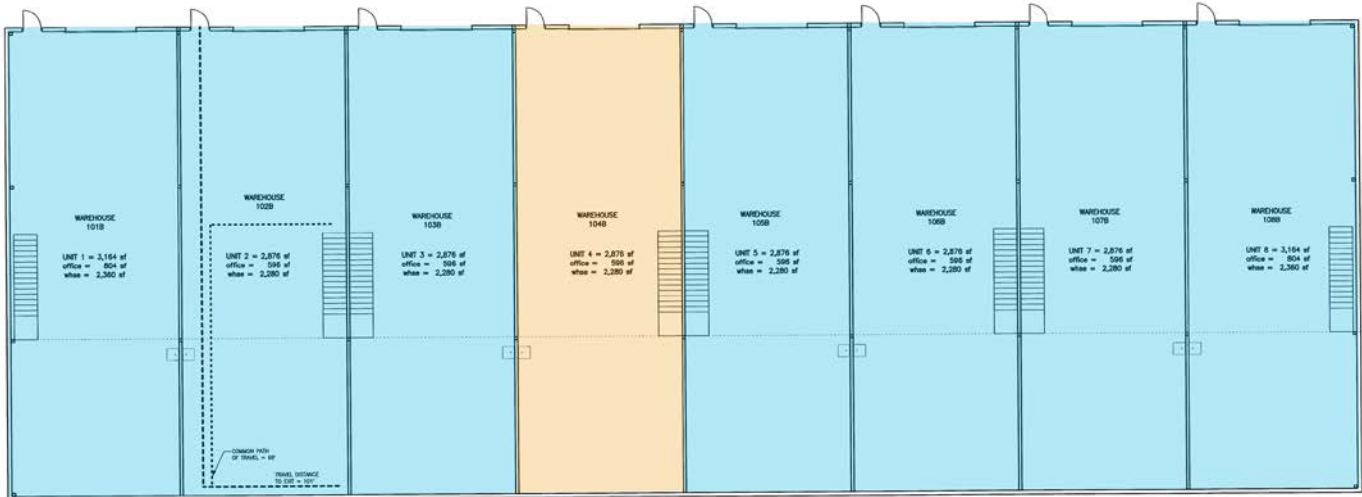 WAREHOUSE
101B
UNIT 1 = 3,164 sf
office = 804 sf
whse = 2,360 sf
WAREHOUSE
102B
UNIT 2 = 2,876 sf
office = 596 sf
whse = 2,280 sf
COMMON PATH
OF TRAVEL = 99'
TRAVEL DISTANCE
TO EXIT = 101'
WAREHOUSE
103B
UNIT 3 = 2,876 sf
office = 596 sf
whse = 2,280 sf
WAREHOUSE
104B
UNIT 4 = 2,876 sf
office = 596 sf
whse = 2,280 sf
WAREHOUSE
105B
UNIT 5 = 2,876 sf
office = 596 sf
whse = 2,280 sf
WAREHOUSE
106B
UNIT 6 = 2,876 sf
office = 596 sf
whse = 2,280 sf
WAREHOUSE
107B
UNIT 7 = 2,876 sf
office = 596 sf
whse = 2,280 sf
WAREHOUSE
108B
UNIT 8 = 3,164 sf
office = 804 sf
whse = 2,360 sf